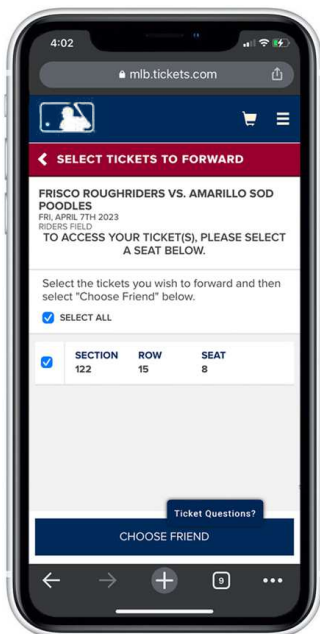 4:02
mlb.tickets.com
SELECT TICKETS TO FORWARD
FRISCO ROUGHRIDERS VS. AMARILLO SOD
POODLES
FRI, APRIL 7TH 2023
RIDERS FIELD
TO ACCESS YOUR TICKET(S), PLEASE SELECT
A SEAT BELOW.
Select the tickets you wish to forward and then
select "Choose Friend" below.
SELECT ALL
SECTION ROW SEAT
122 15 8
Ticket Questions?
CHOOSE FRIEND
9